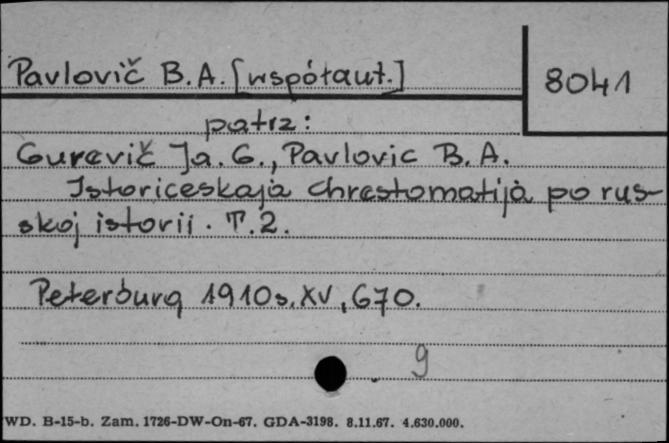 Pavlovič B.A. [współaut.]
8041
patrz:
Gurevič Ja. G., Pavlovic B. A.
Istoriceskaja chrestomatija po rus-
skoj istorii. T.2.
Peterburg 1910 s. XV, 670.
9
WD. B-15-b. Zam. 1726-DW-On-67. GDA-3198. 8.11.67. 4.630.000.